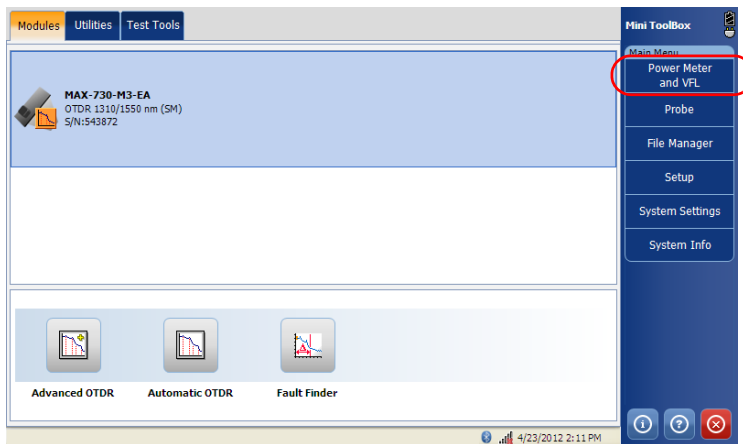 Modules Utilities Test Tools
MAX-730-M3-EA
OTDR 1310/1550 nm (SM)
S/N:543872
Advanced OTDR Automatic OTDR Fault Finder
4/23/2012 2:11 PM
Mini ToolBox
Main Menu
Power Meter
and VFL
Probe
File Manager
Setup
System Settings
System Info